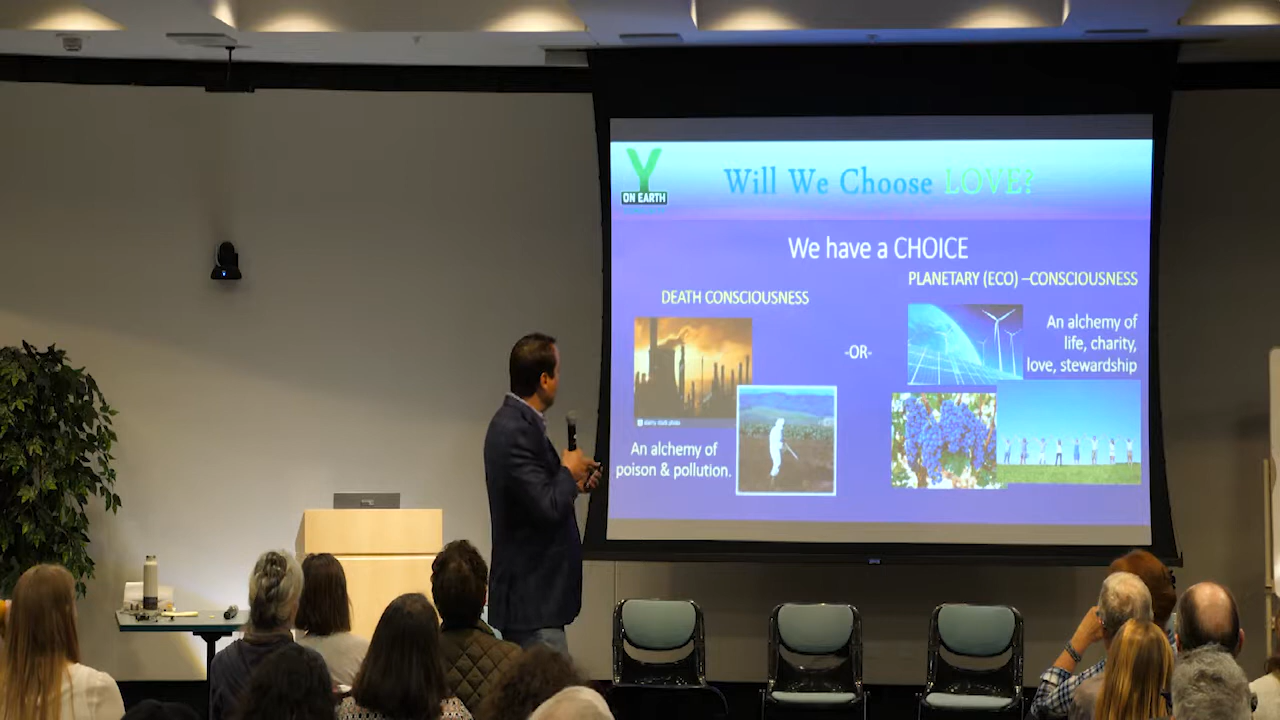 Y
ON EARTH
Will We Choose LOVE?
We have a CHOICE
DEATH CONSCIOUSNESS
An alchemy of
poison & pollution.
-OR-
PLANETARY (ECO) –CONSCIOUSNESS
An alchemy of
life, charity,
love, stewardship